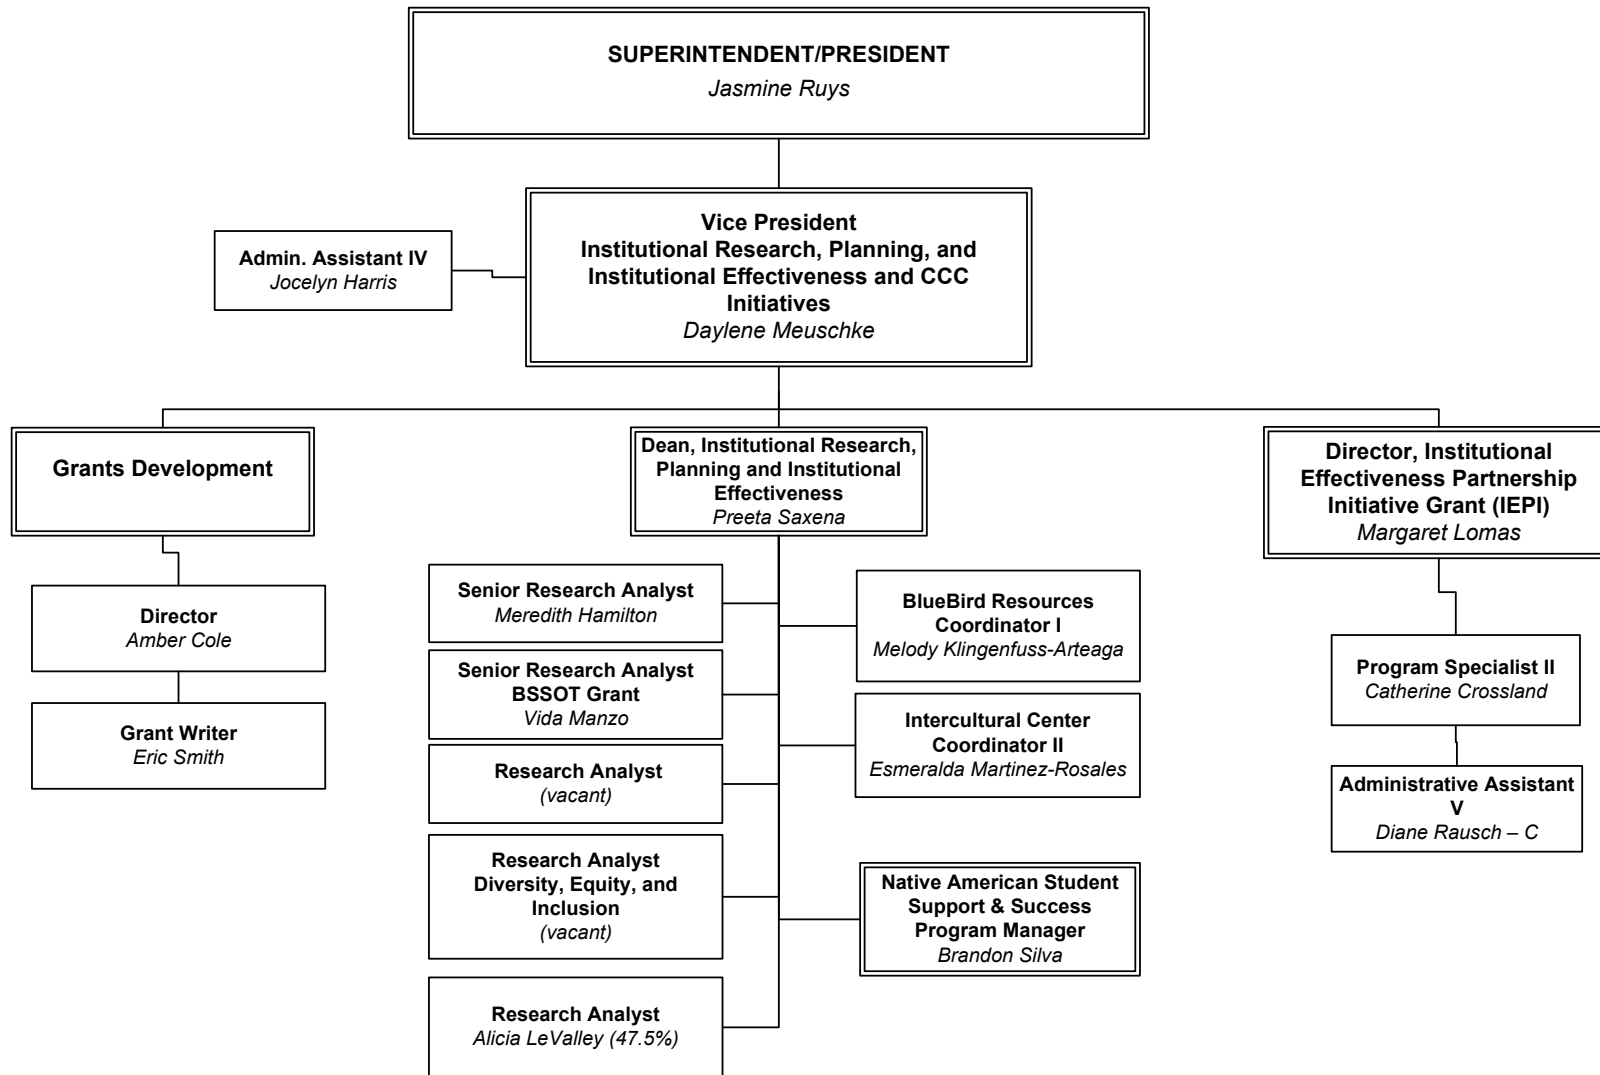 SUPERINTENDENT/PRESIDENT
Jasmine Ruys
Vice President
Institutional Research, Planning, and
Institutional Effectiveness and CCC
Initiatives
Daylene Meuschke
Admin. Assistant IV
Jocelyn Harris
Grants Development
Director
Amber Cole
Grant Writer
Eric Smith
Dean, Institutional Research,
Planning and Institutional
Effectiveness
Preeta Saxena
Senior Research Analyst
Meredith Hamilton
Senior Research Analyst
BSSOT Grant
Vida Manzo
Research Analyst
(vacant)
Research Analyst
Diversity, Equity, and
Inclusion
(vacant)
Research Analyst
Alicia LeValley (47.5%)
BlueBird Resources
Coordinator I
Melody Klingenfuss-Arteaga
Intercultural Center
Coordinator II
Esmeralda Martinez-Rosales
Native American Student
Support & Success
Program Manager
Brandon Silva
Director, Institutional
Effectiveness Partnership
Initiative Grant (IEPI)
Margaret Lomas
Program Specialist II
Catherine Crossland
Administrative Assistant
V
Diane Rausch – C